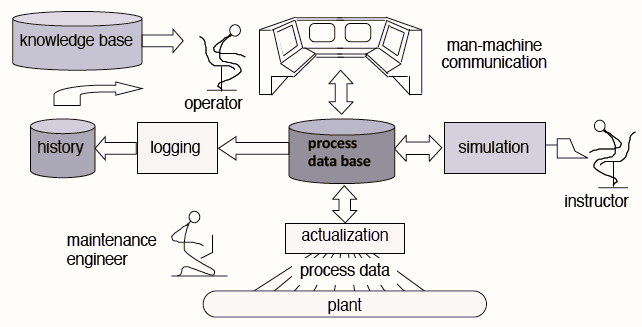 knowledge base
man-machine
communication
operator
history
logging
process
data base
simulation
instructor
maintenance
engineer
actualization
process data
plant